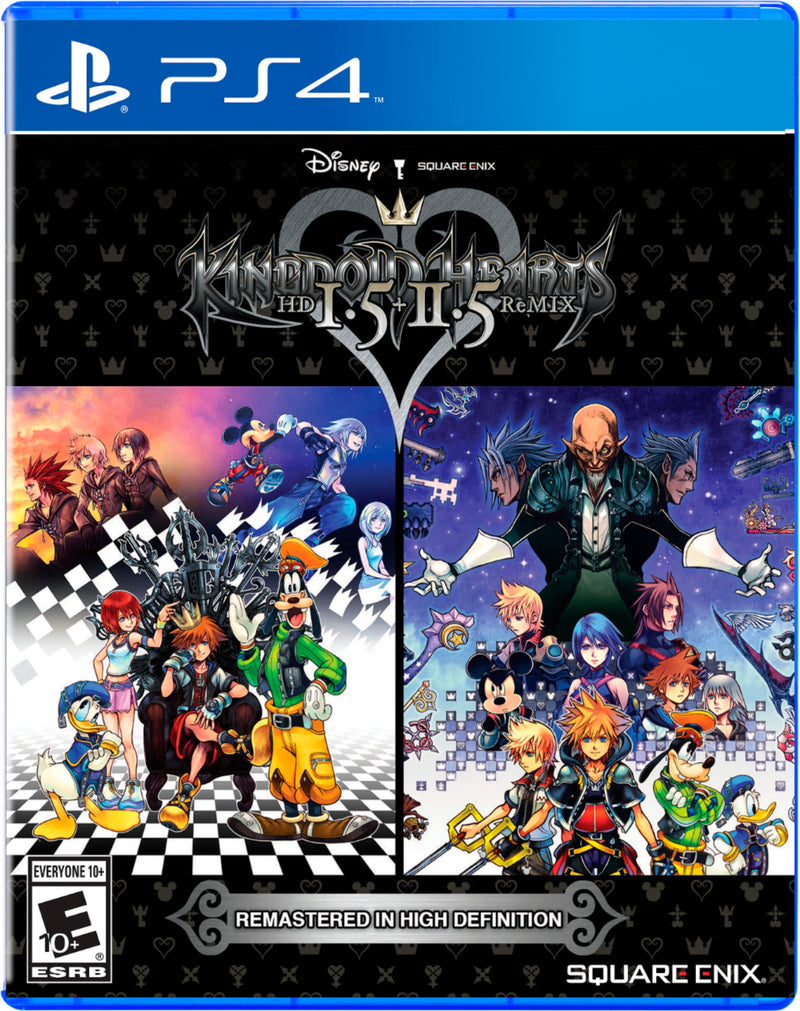 PS4™
Disney SQUARE ENIX
KINGDOM HEARTS
HD I.5+II.5 ReMIX
EVERYONE 10+
E
10+
®
ESRB
REMASTERED IN HIGH DEFINITION
SQUARE ENIX®